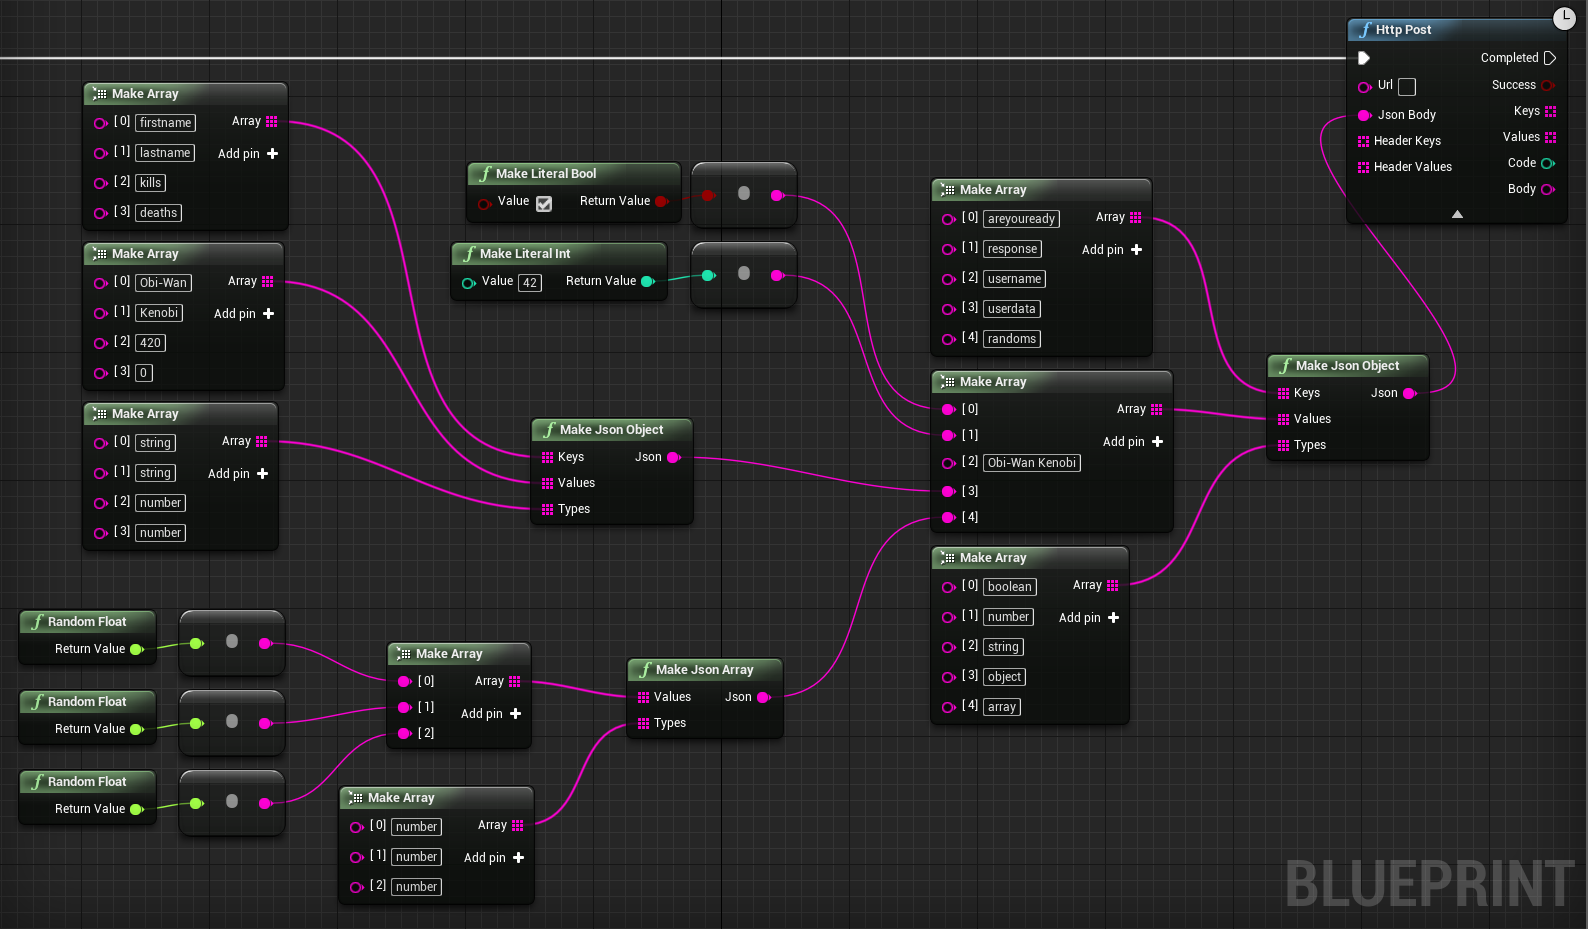 Http Post
Completed
Url
Success
Json Body
Keys
Header Keys
Values
Header Values
Code
Body
Make Array
[0] firstname Array
[1] lastname Add pin +
[2] kills
[3] deaths
Make Array
[0] Obi-Wan Array
[1] Kenobi Add pin +
[2] 420
[3] 0
Make Array
[0] string Array
[1] string Add pin +
[2] number
[3] number
Make Literal Bool
Value Return Value
Make Literal Int
Value 42 Return Value
Make Json Object
Keys Json
Values
Types
Make Array
[0] areyouready Array
[1] response Add pin +
[2] username
[3] userdata
[4] randoms
Make Array
[0] Array
[1] Add pin +
[2] Obi-Wan Kenobi
[3]
[4]
Make Array
[0] boolean Array
[1] number Add pin +
[2] string
[3] object
[4] array
Make Json Object
Keys Json
Values
Types
Random Float
Return Value
Random Float
Return Value
Random Float
Return Value
Make Array
[0] Array
[1] Add pin +
[2]
Make Array
[0] number Array
[1] number Add pin +
[2] number
Make Json Array
Values Json
Types
BLUEPRINT